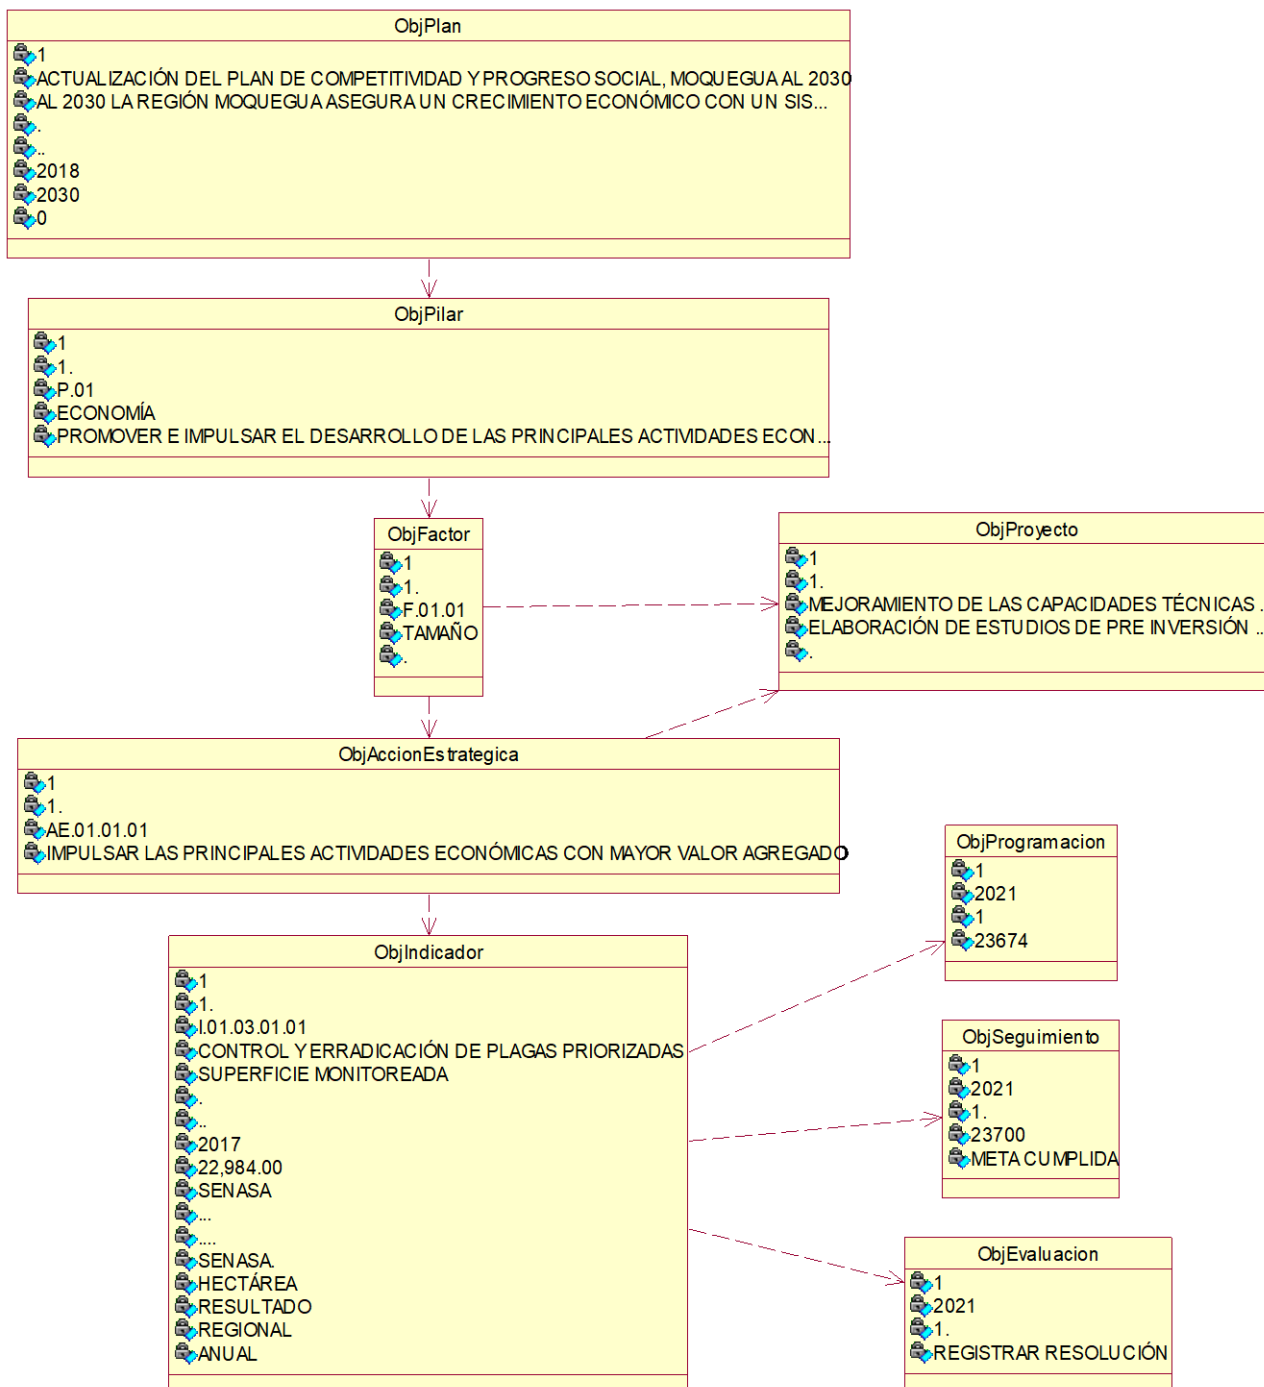 ObjPlan
1
ACTUALIZACIÓN DEL PLAN DE COMPETITIVIDAD Y PROGRESO SOCIAL, MOQUEGUA AL 2030
AL 2030 LA REGIÓN MOQUEGUA ASEGURA UN CRECIMIENTO ECONÓMICO CON UN SIS...
.
..
2018
2030
0
ObjPilar
1
1.
P.01
ECONOMÍA
PROMOVER E IMPULSAR EL DESARROLLO DE LAS PRINCIPALES ACTIVIDADES ECON...
ObjFactor
1
1.
F.01.01
TAMAÑO
.
ObjProyecto
1
1.
MEJORAMIENTO DE LAS CAPACIDADES TÉCNICAS .
ELABORACIÓN DE ESTUDIOS DE PRE INVERSIÓN ...
.
ObjAccionEstrategica
1
1.
AE.01.01.01
IMPULSAR LAS PRINCIPALES ACTIVIDADES ECONÓMICAS CON MAYOR VALOR AGREGADO
ObjIndicador
1
1.
I.01.03.01.01
CONTROL Y ERRADICACIÓN DE PLAGAS PRIORIZADAS
SUPERFICIE MONITOREADA
.
..
2017
22,984.00
SENASA
...
....
SENASA.
HECTÁREA
RESULTADO
REGIONAL
ANUAL
ObjProgramacion
1
2021
1
23674
ObjSeguimiento
1
2021
1.
23700
META CUMPLIDA
ObjEvaluacion
1
2021
1.
REGISTRAR RESOLUCIÓN